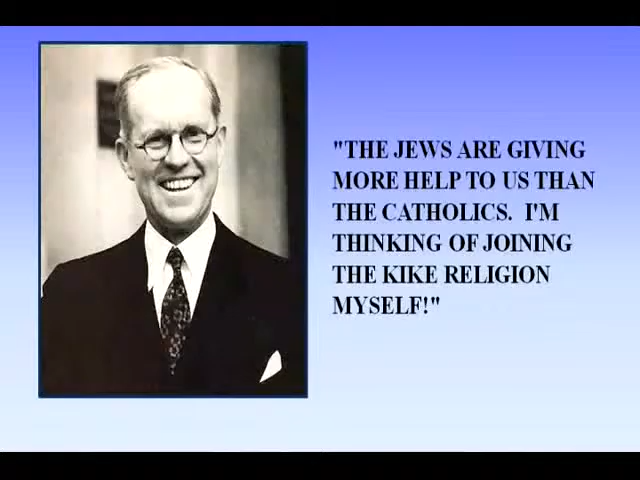 "THE JEWS ARE GIVING
MORE HELP TO US THAN
THE CATHOLICS. I'M
THINKING OF JOINING
THE KIKE RELIGION
MYSELF!"